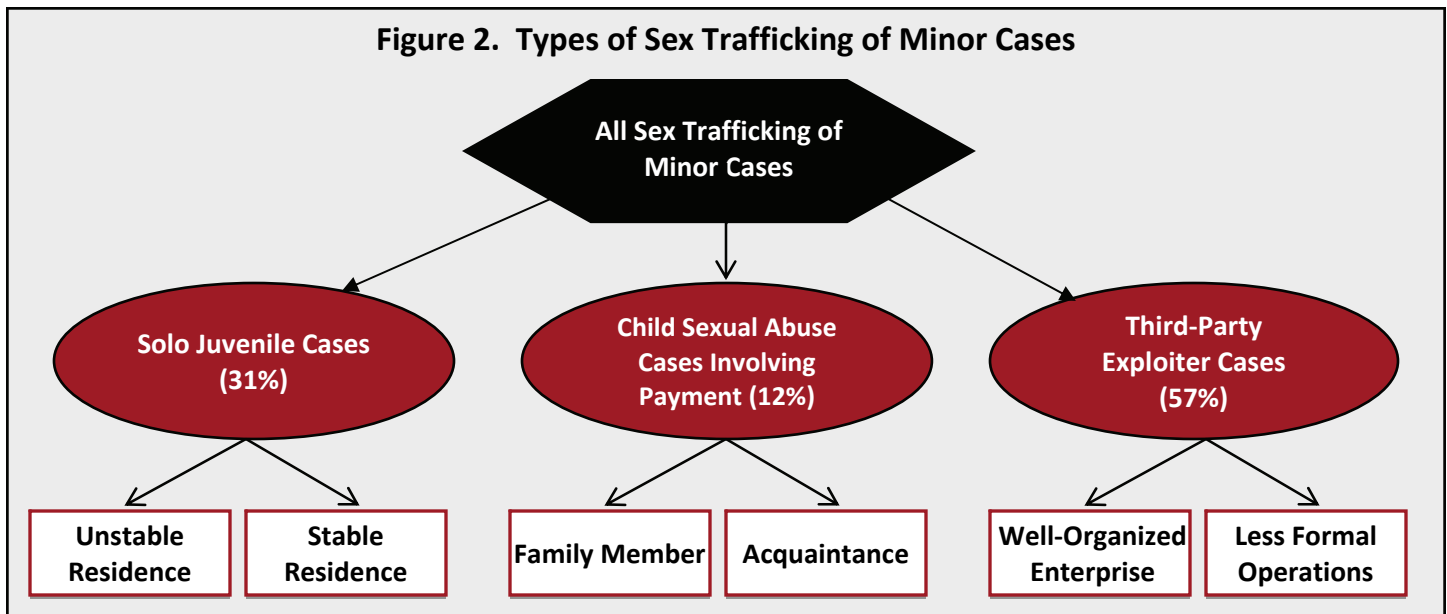 Figure 2. Types of Sex Trafficking of Minor Cases
All Sex Trafficking of
Minor Cases
Solo Juvenile Cases
(31%)
Child Sexual Abuse
Cases Involving
Payment (12%)
Third-Party
Exploiter Cases
(57%)
Unstable
Residence
Stable
Residence
Family Member
Acquaintance
Well-Organized
Enterprise
Less Formal
Operations